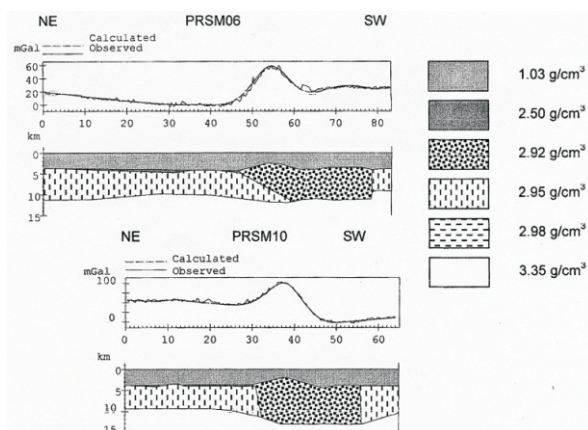 NE PRSM06 SW
Calculated
mGal Observed
60
40
20
0
0 10 20 30 40 50 60 70 80
km
0
5
10
15
NE PRSM10 SW
Calculated
mGal Observed
100
0
0 10 20 30 40 50 60
km
0
5
10
15
1.03 g/cm³
2.50 g/cm³
2.92 g/cm³
2.95 g/cm³
2.98 g/cm³
3.35 g/cm³